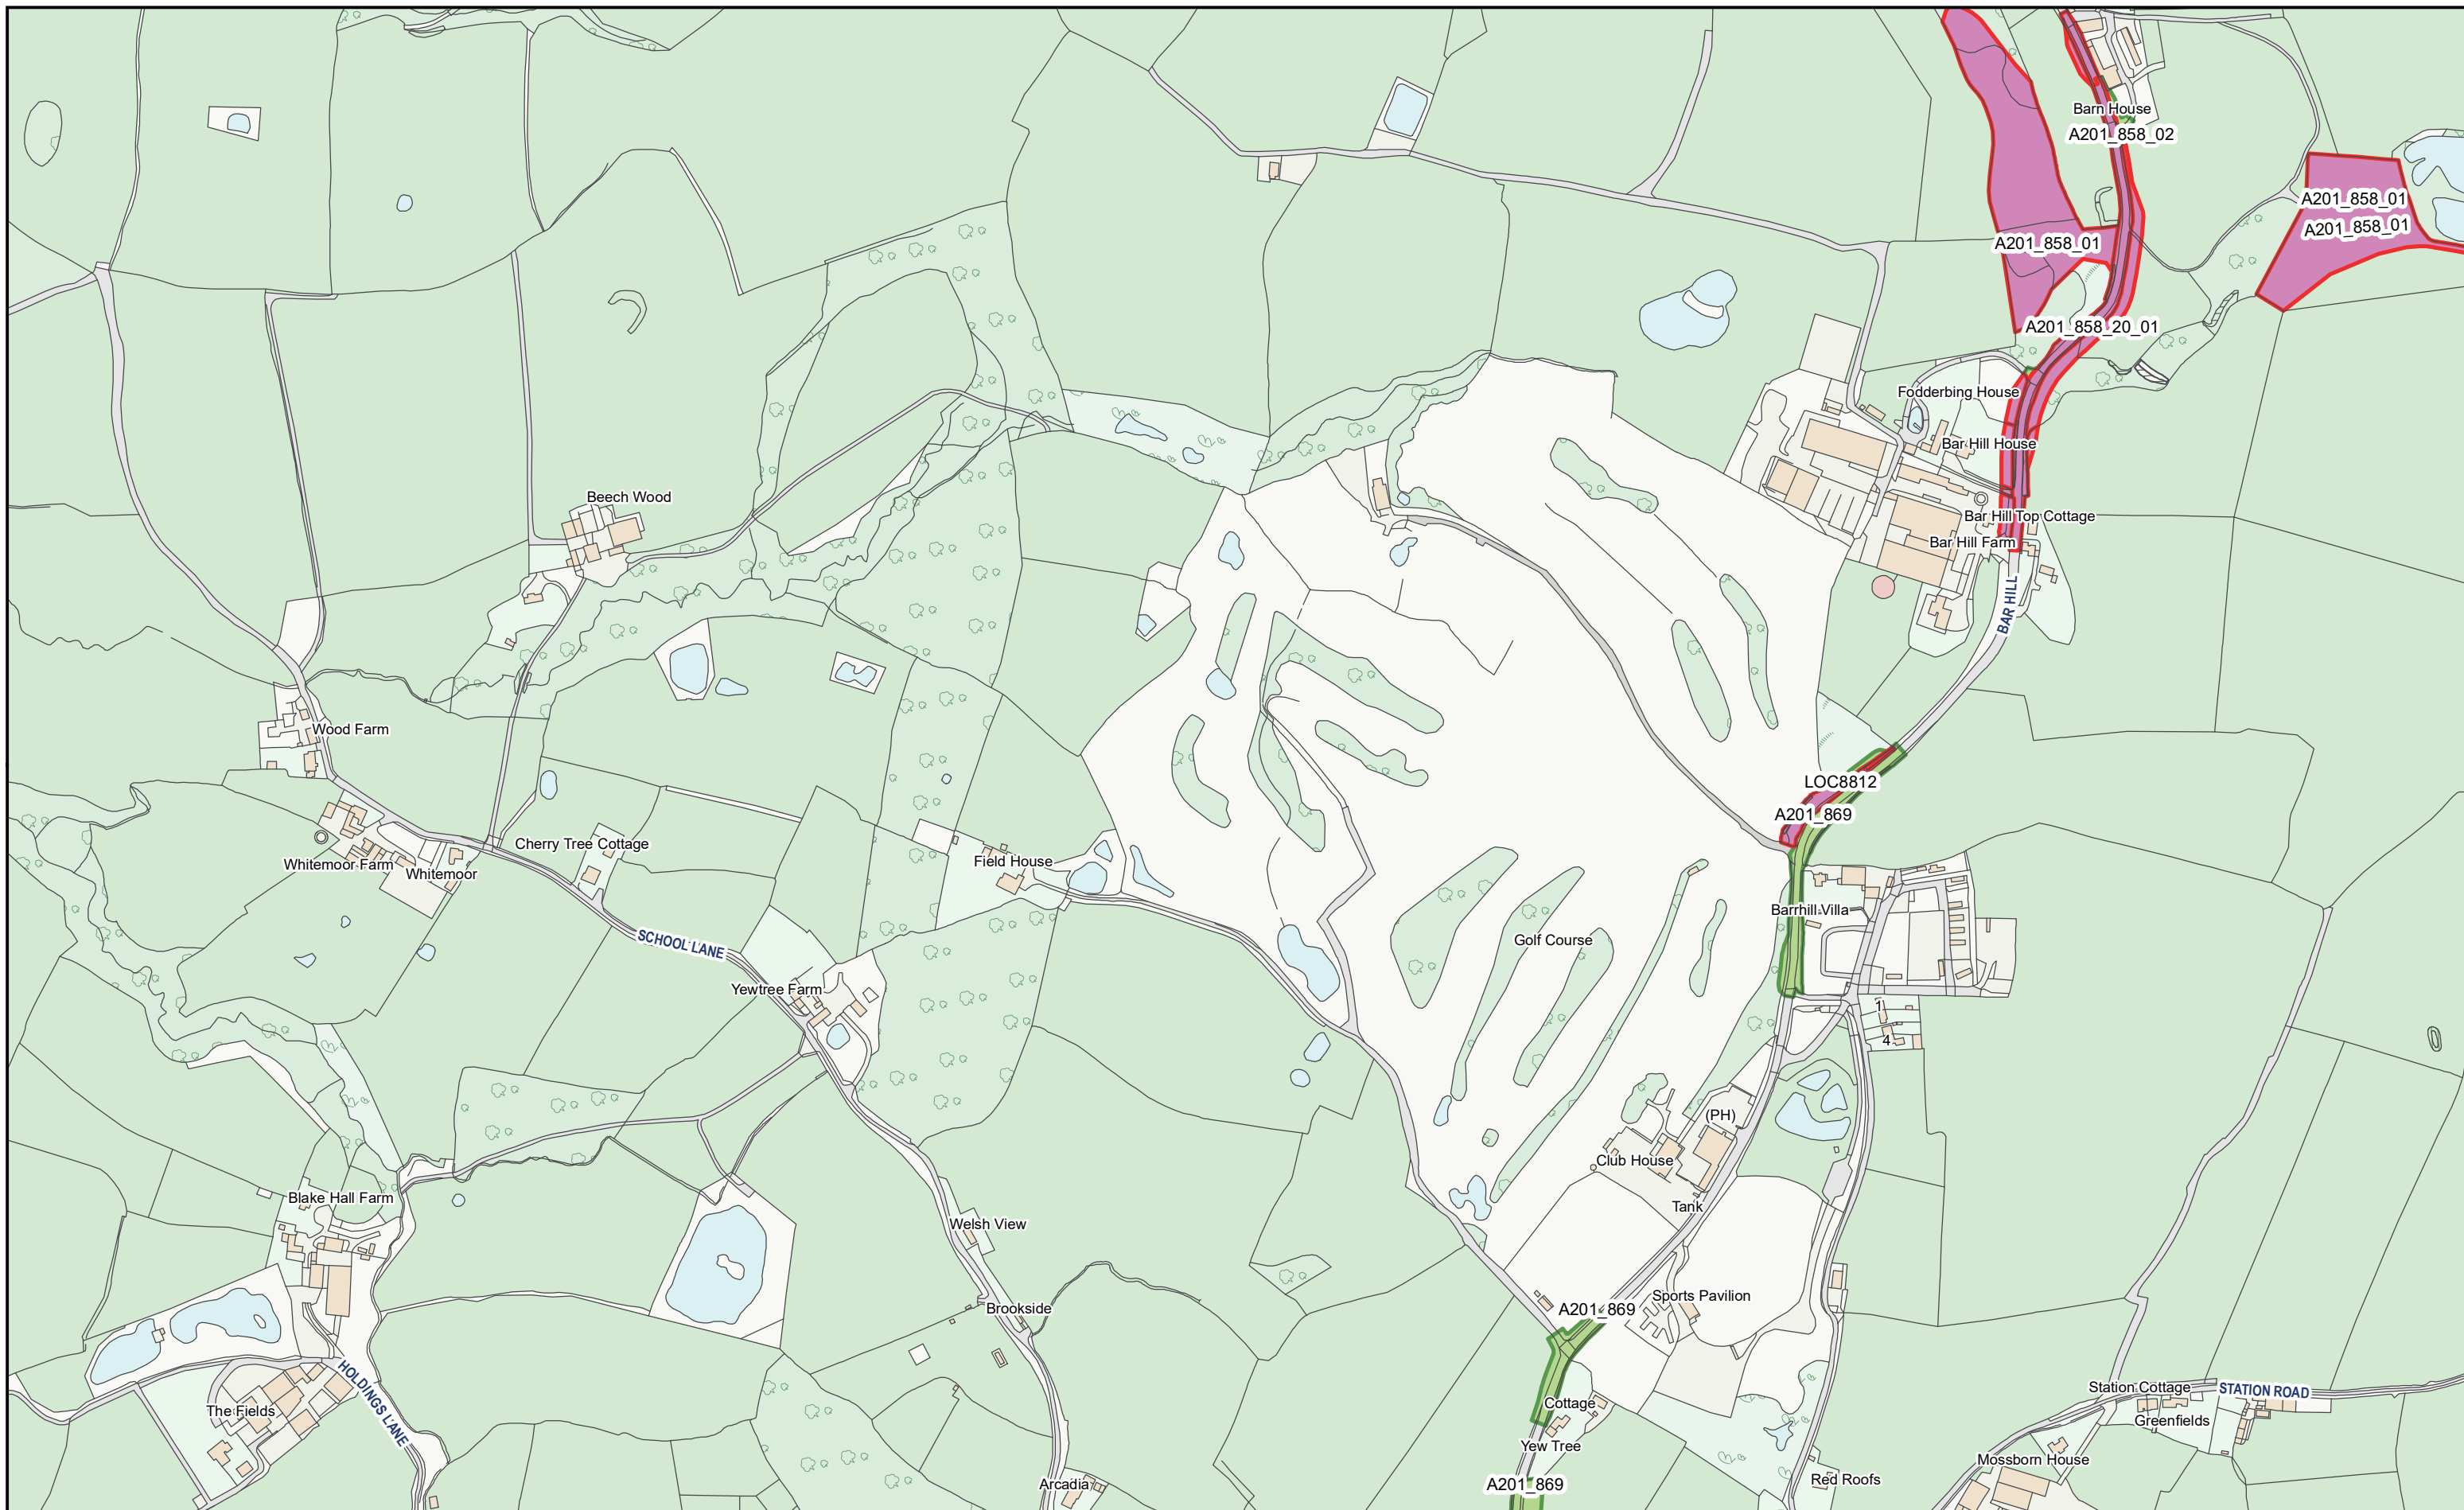 Barn House
A201_858_02
A201_858_01
A201_858_01
A201_858_01
A201_858_20_01
Fodderbing House
Bar Hill House
Beech Wood
Bar Hill Top Cottage
Bar Hill Farm
BAR HILL
Wood Farm
LOC8812
A201_869
Cherry Tree Cottage
Whitemoor Farm
Whitemoor
Field House
Barrhill Villa
SCHOOL LANE
Golf Course
Yewtree Farm
1
4
(PH)
Club House
Blake Hall Farm
Tank
Welsh View
Sports Pavilion
Brookside
A201_869
HOLDINGS LANE
Station Cottage
STATION ROAD
The Fields
Cottage
Greenfields
Yew Tree
Mossborn House
Arcadia
A201_869
Red Roofs